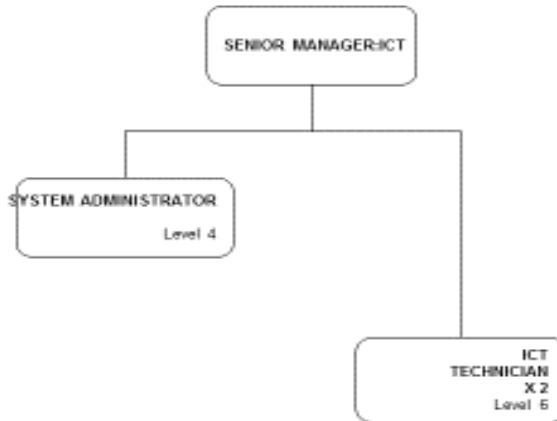 SENIOR MANAGER:ICT
SYSTEM ADMINISTRATOR
Level 4
ICT
TECHNICIAN
X 2
Level 6